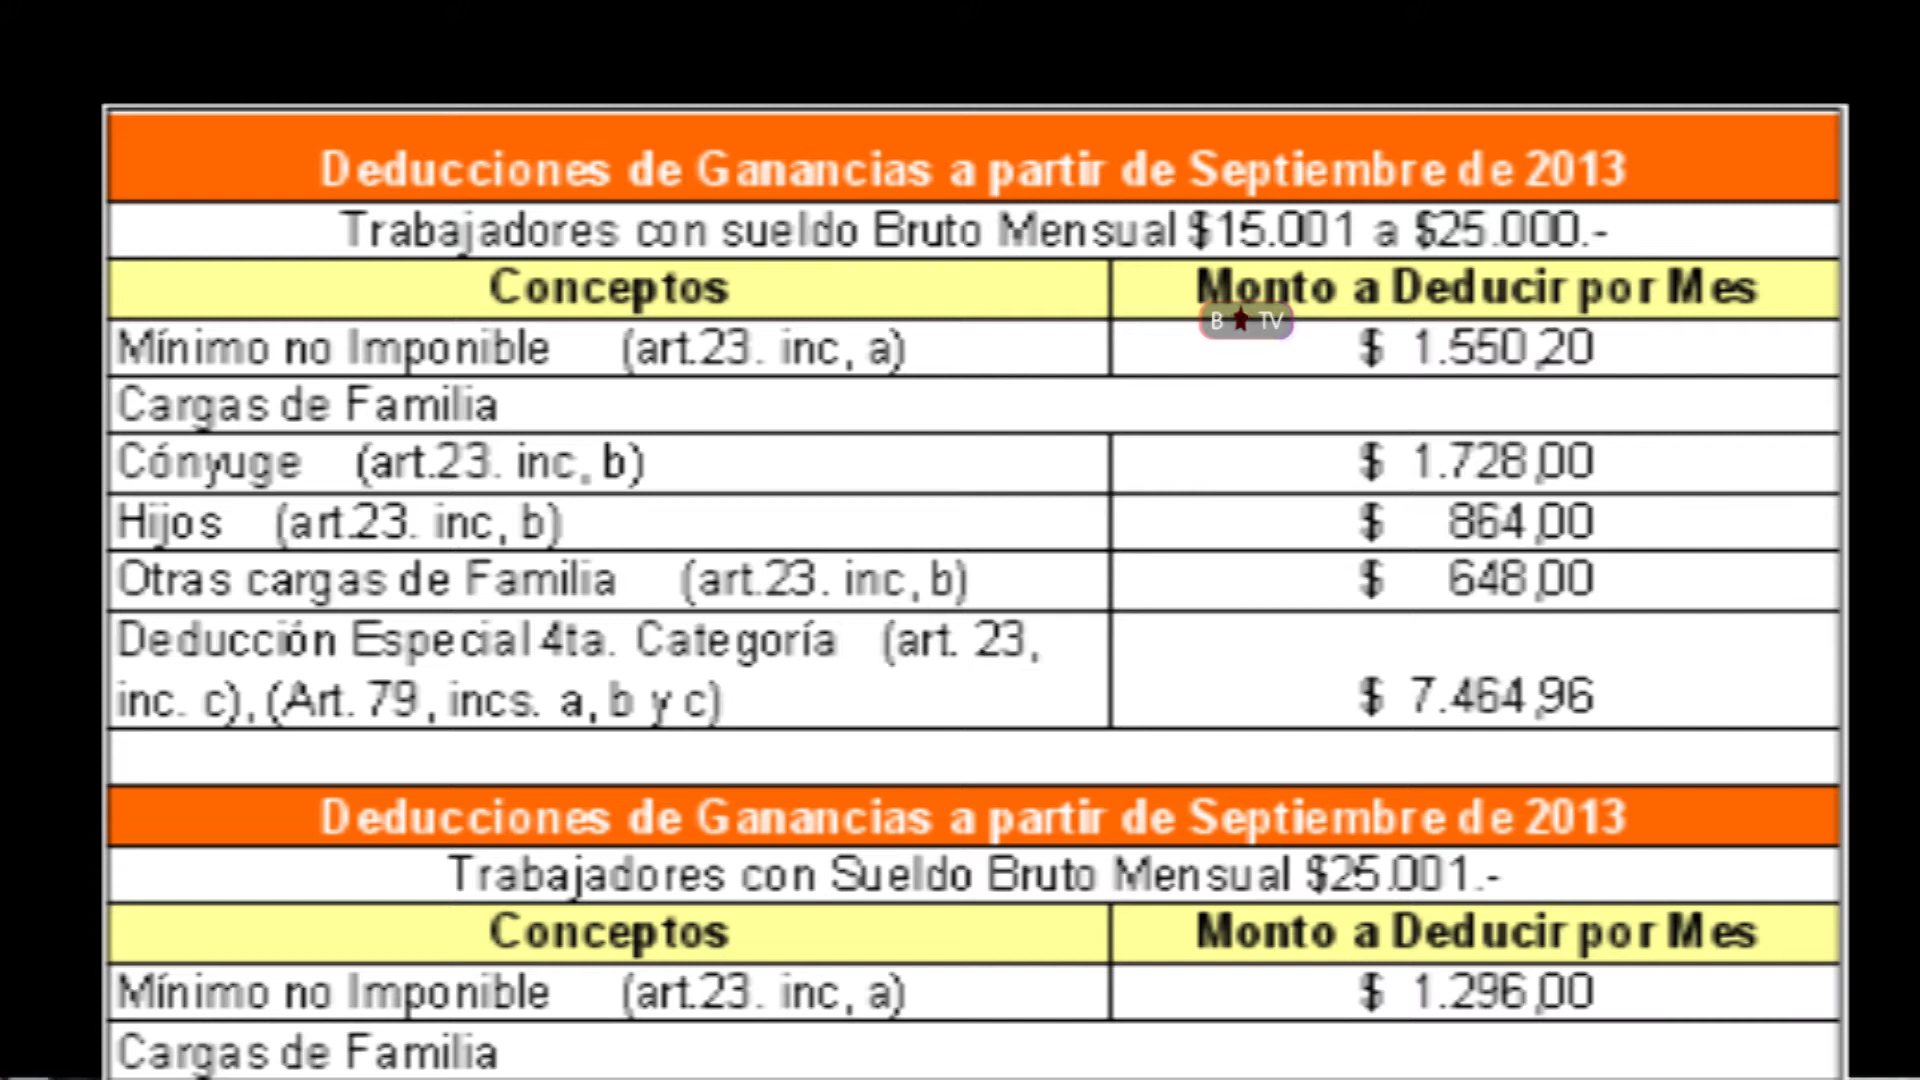 Deducciones de Ganancias a partir de Septiembre de 2013
Trabajadores con sueldo Bruto Mensual $15.001 a $25.000.-
Conceptos Monto a Deducir por Mes
B TV
Mínimo no Imponible (art.23. inc, a) $ 1.550,20
Cargas de Familia
Cónyuge (art.23. inc, b) $ 1.728,00
Hijos (art.23. inc, b) $ 864,00
Otras cargas de Familia (art.23. inc, b) $ 648,00
Deducción Especial 4ta. Categoría (art. 23,
inc. c), (Art. 79, incs. a, b y c) $ 7.464,96
Deducciones de Ganancias a partir de Septiembre de 2013
Trabajadores con Sueldo Bruto Mensual $25.001.-
Conceptos Monto a Deducir por Mes
Mínimo no Imponible (art.23. inc, a) $ 1.296,00
Cargas de Familia